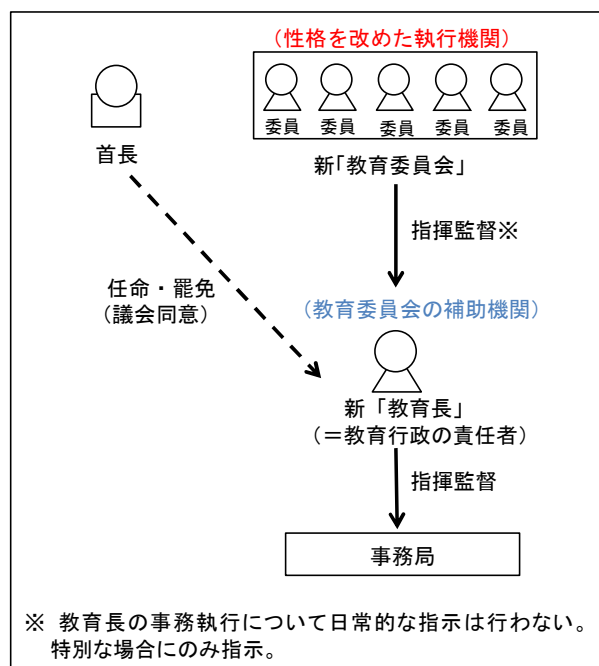 （性格を改めた執行機関）
委員 委員 委員 委員 委員
首長
新「教育委員会」
指揮監督※
任命・罷免
（議会同意）
（教育委員会の補助機関）
新「教育長」
（＝教育行政の責任者）
指揮監督
事務局
※ 教育長の事務執行について日常的な指示は行わない。
特別な場合にのみ指示。